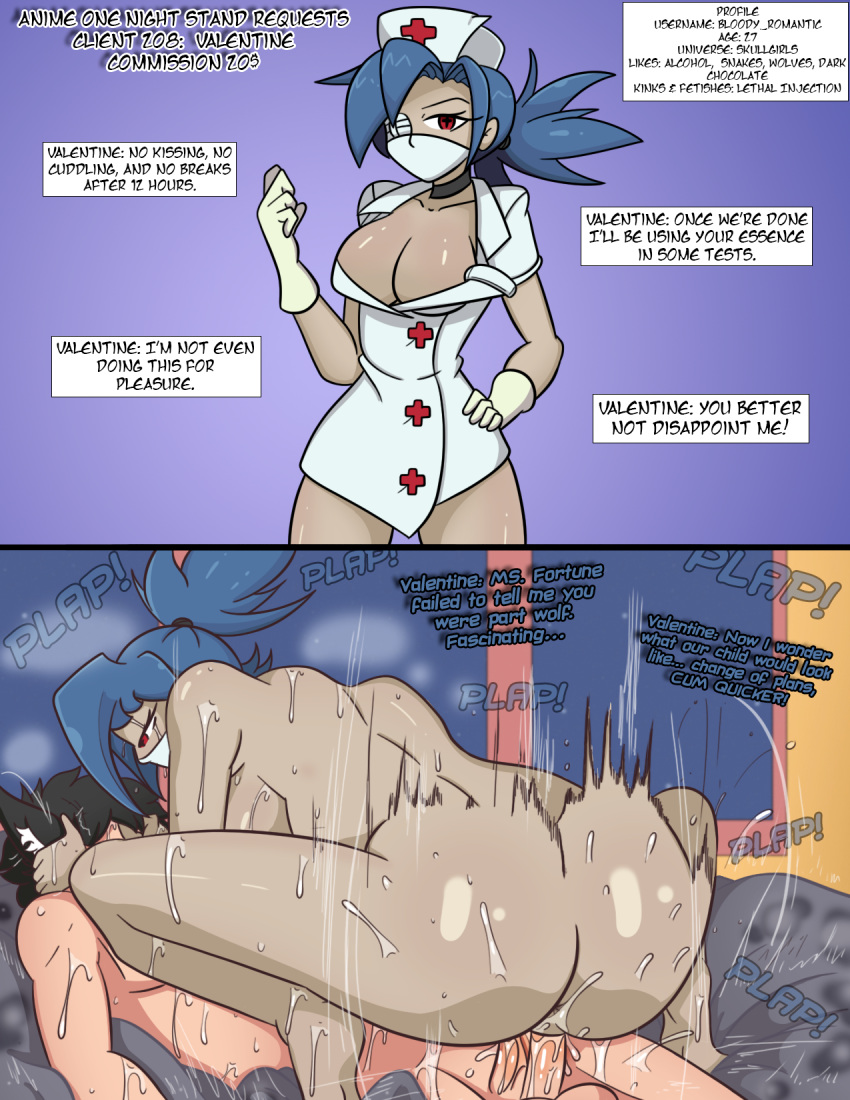 ANIME ONE NIGHT STAND REQUESTS
CLIENT 208: VALENTINE
COMMISSION 205
PROFILE
USERNAME: BLOODY_ROMANTIC
AGE: 27
UNIVERSE: SKULLGIRLS
LIKES: ALCOHOL, SNAKES, WOLVES, DARK
CHOCOLATE
KINKS & FETISHES: LETHAL INJECTION
VALENTINE: NO KISSING, NO
CUDDLING, AND NO BREAKS
AFTER 12 HOURS.
VALENTINE: ONCE WE'RE DONE
I'LL BE USING YOUR ESSENCE
IN SOME TESTS.
VALENTINE: I'M NOT EVEN
DOING THIS FOR
PLEASURE.
VALENTINE: YOU BETTER
NOT DISAPPOINT ME!
PLAP!
PLAP!
PLAP!
Valentine: MS. Fortune
failed to tell me you
were part wolf.
Fascinating...
Valentine: Now I wonder
what our child would look
like... change of plans,
CUM QUICKER!
PLAP!
PLAP!
PLAP!